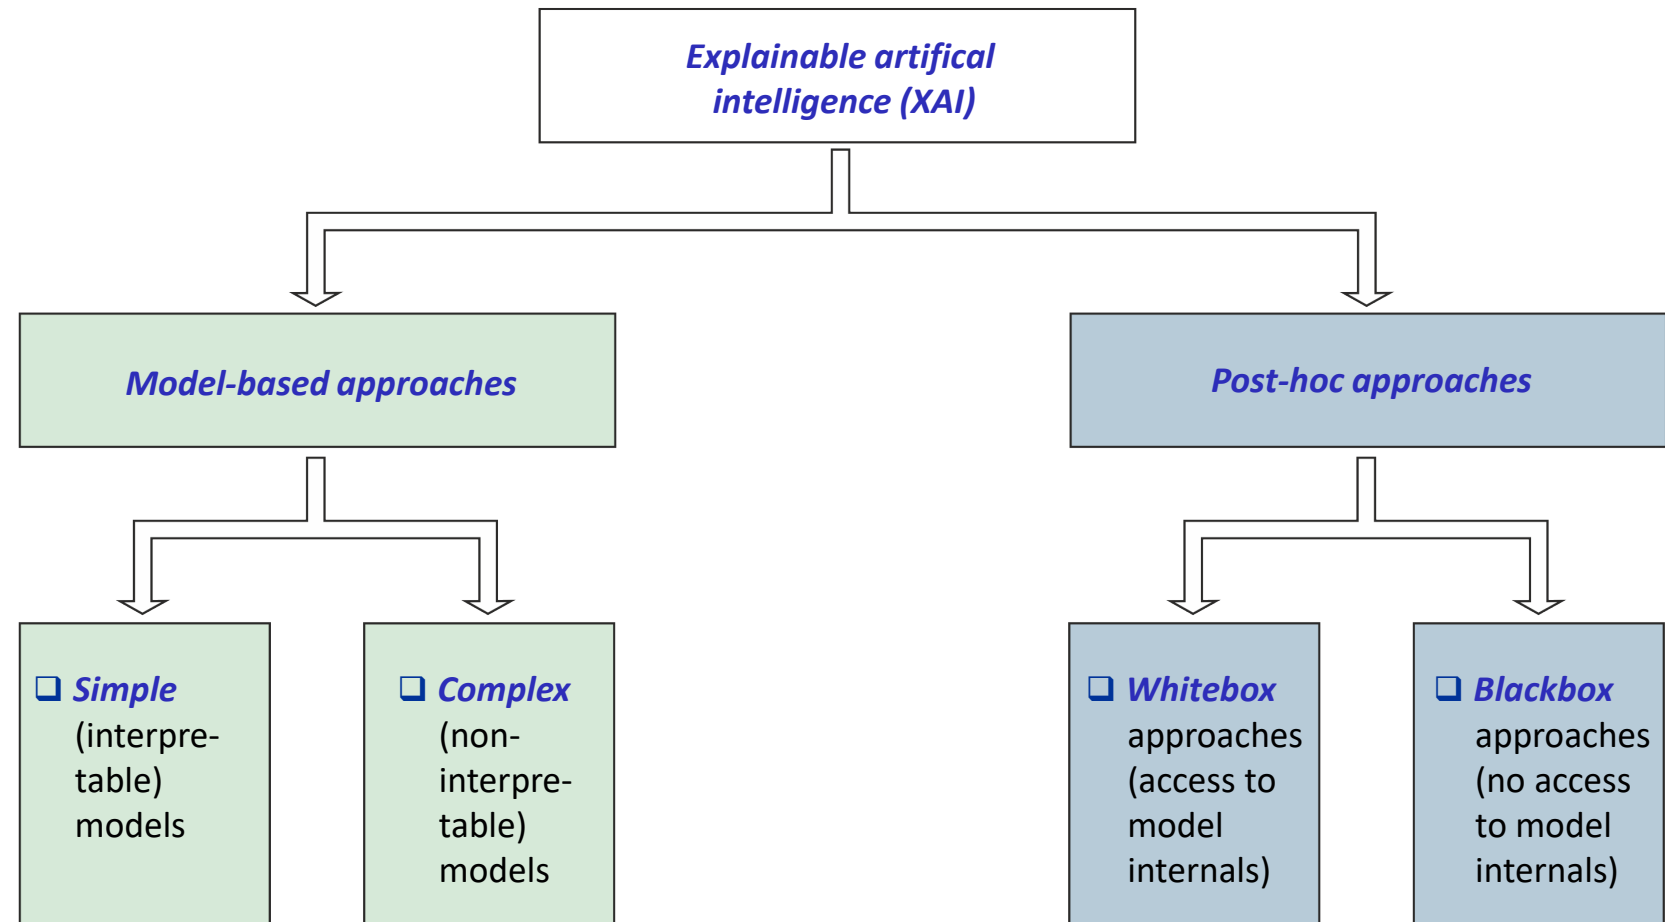 Explainable artifical
intelligence (XAI)
Model-based approaches
Post-hoc approaches
Simple
(interpre-
table)
models
Complex
(non-
interpre-
table)
models
Whitebox
approaches
(access to
model
internals)
Blackbox
approaches
(no access
to model
internals)